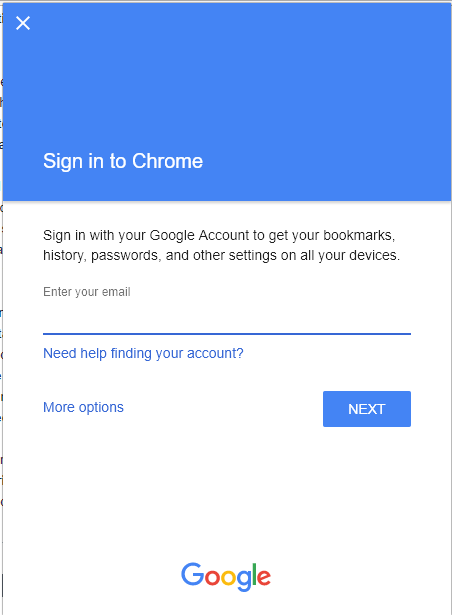 Sign in to Chrome
Sign in with your Google Account to get your bookmarks,
history, passwords, and other settings on all your devices.
Enter your email
Need help finding your account?
More options
NEXT
Google